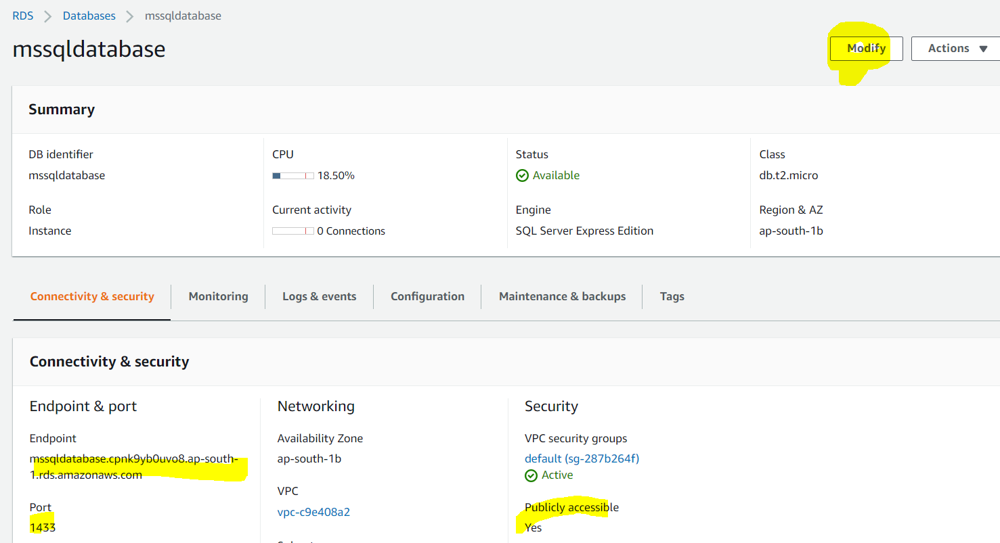 RDS > Databases > mssqldatabase
mssqldatabase
Modify
Actions
Summary
DB identifier
mssqldatabase
CPU
18.50%
Status
Available
Class
db.t2.micro
Role
Instance
Current activity
0 Connections
Engine
SQL Server Express Edition
Region & AZ
ap-south-1b
Connectivity & security
Monitoring
Logs & events
Configuration
Maintenance & backups
Tags
Connectivity & security
Endpoint & port
Endpoint
mssqldatabase.cpnk9yb0uvo8.ap-south-
1.rds.amazonaws.com
Port
1433
Networking
Availability Zone
ap-south-1b
VPC
vpc-c9e408a2
Security
VPC security groups
default (sg-287b264f)
Active
Publicly accessible
Yes